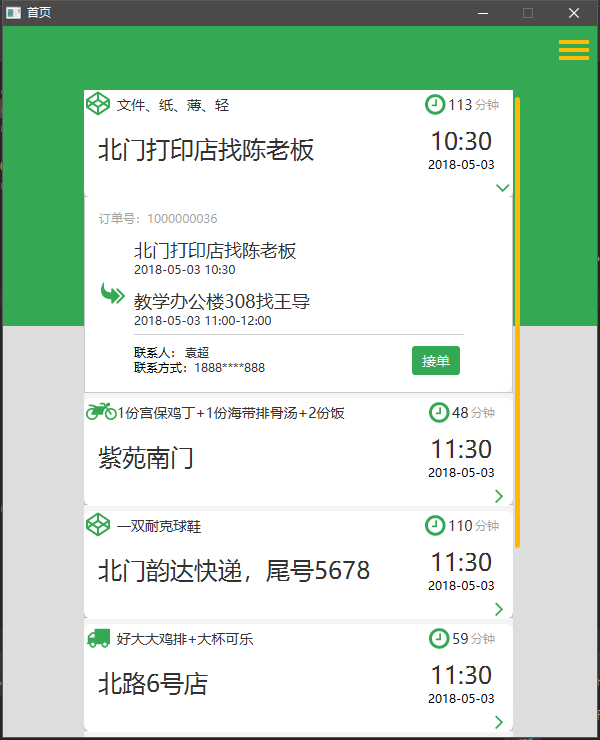 首页
文件、纸、薄、轻 113 分钟
北门打印店找陈老板 10:30
2018-05-03
订单号：1000000036
北门打印店找陈老板
2018-05-03 10:30
教学办公楼308找王导
2018-05-03 11:00-12:00
联系人： 袁超
联系方式：1888****888 接单
1份宫保鸡丁+1份海带排骨汤+2份饭 48 分钟
紫苑南门 11:30
2018-05-03
一双耐克球鞋 110 分钟
北门韵达快递，尾号5678 11:30
2018-05-03
好大大鸡排+大杯可乐 59 分钟
北路6号店 11:30
2018-05-03